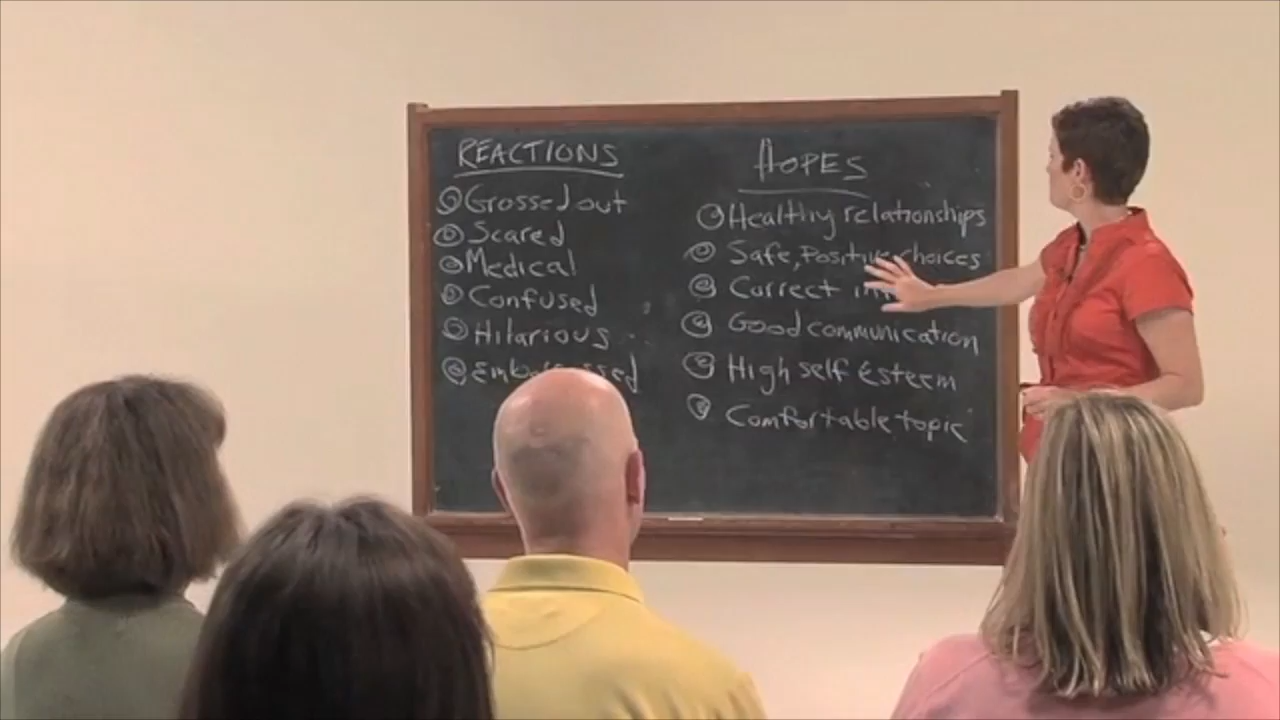 REACTIONS
Grossed out
Scared
Medical
Confused
Hilarious
HOPES
Healthy relationships
Safe, Positive choices
Correct
Good communication
High self Esteem
Comfortable topic